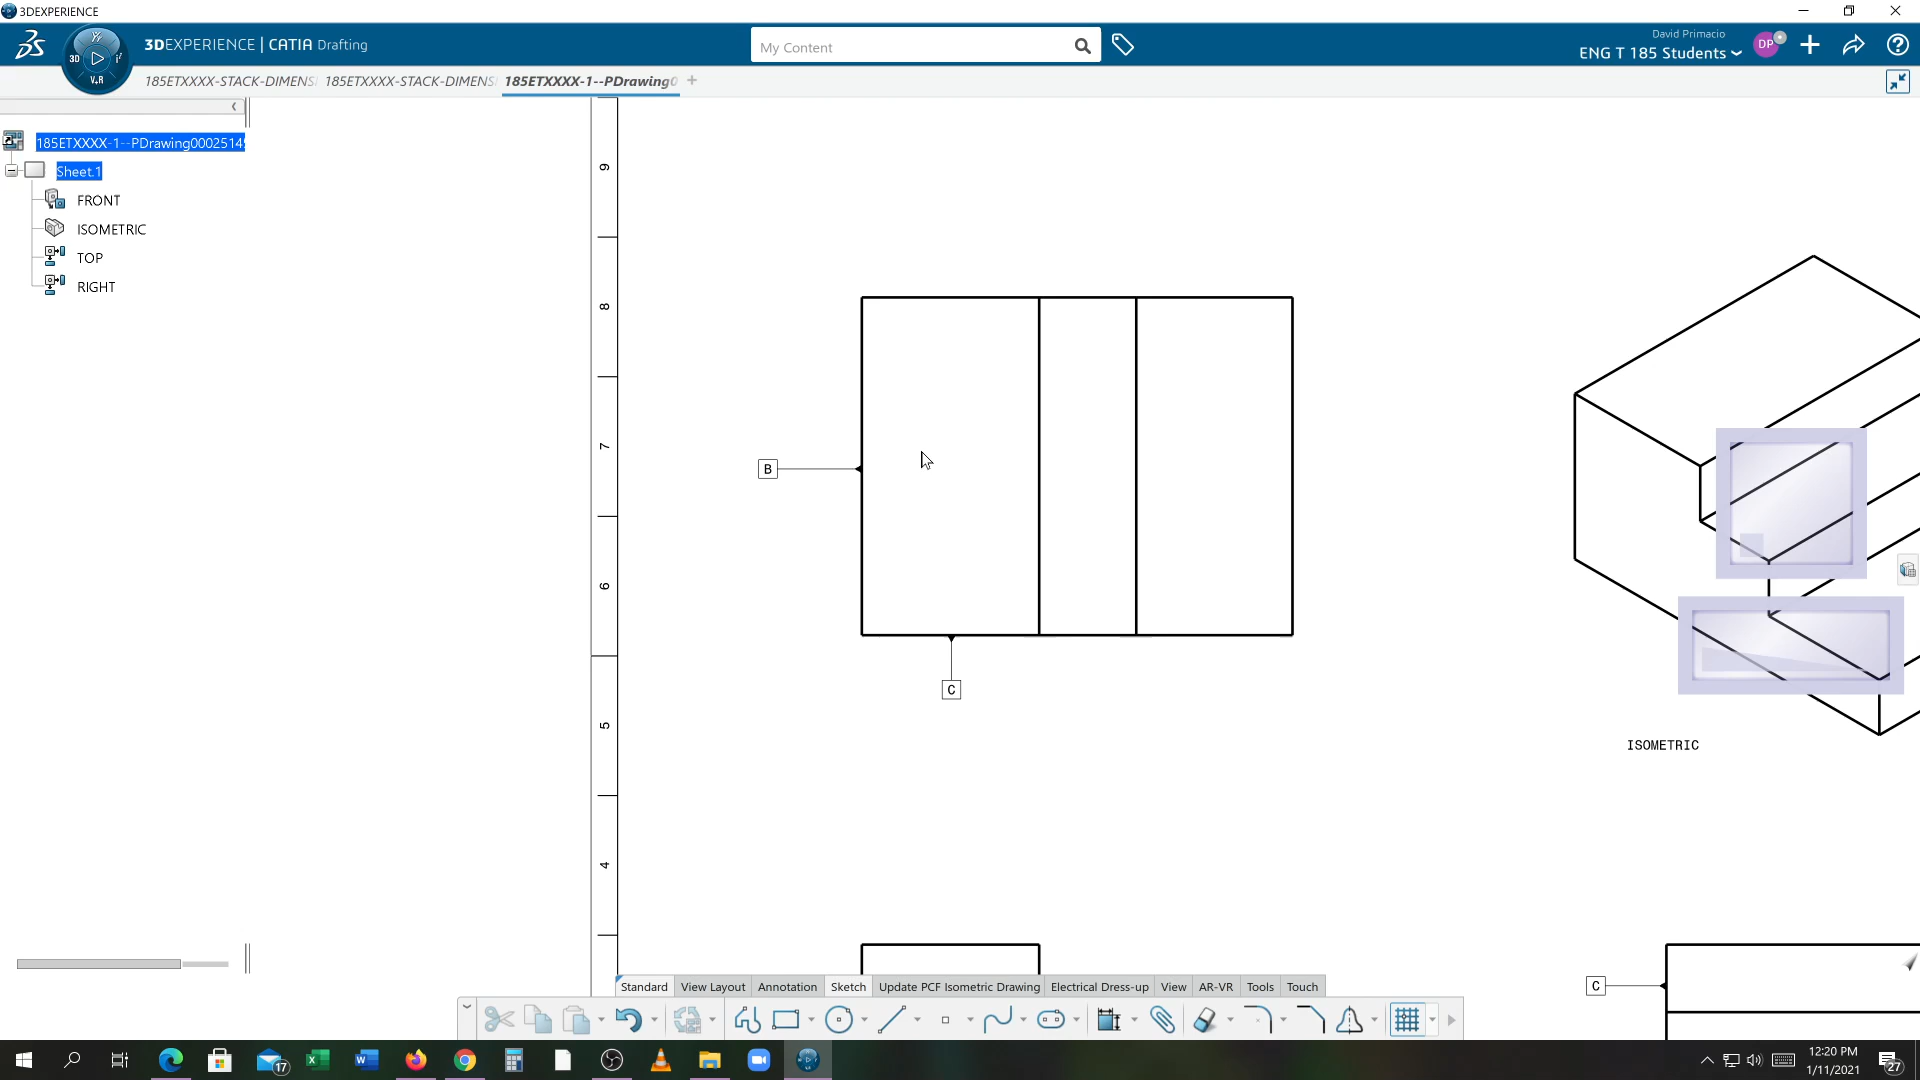 3DEXPERIENCE
3DEXPERIENCE | CATIA Drafting
My Content
David Primacio
ENG T 185 Students
DP
3D
V,R
185ETXXXX-STACK-DIMENS
185ETXXXX-STACK-DIMENS
185ETXXXX-1--PDrawing0
185ETXXXX-1--PDrawing0002514
Sheet.1
FRONT
ISOMETRIC
TOP
RIGHT
9
8
7
6
5
4
B
C
ISOMETRIC
C
Standard View Layout Annotation Sketch Update PCF Isometric Drawing Electrical Dress-up View AR-VR Tools Touch
17
12:20 PM
1/11/2021
27